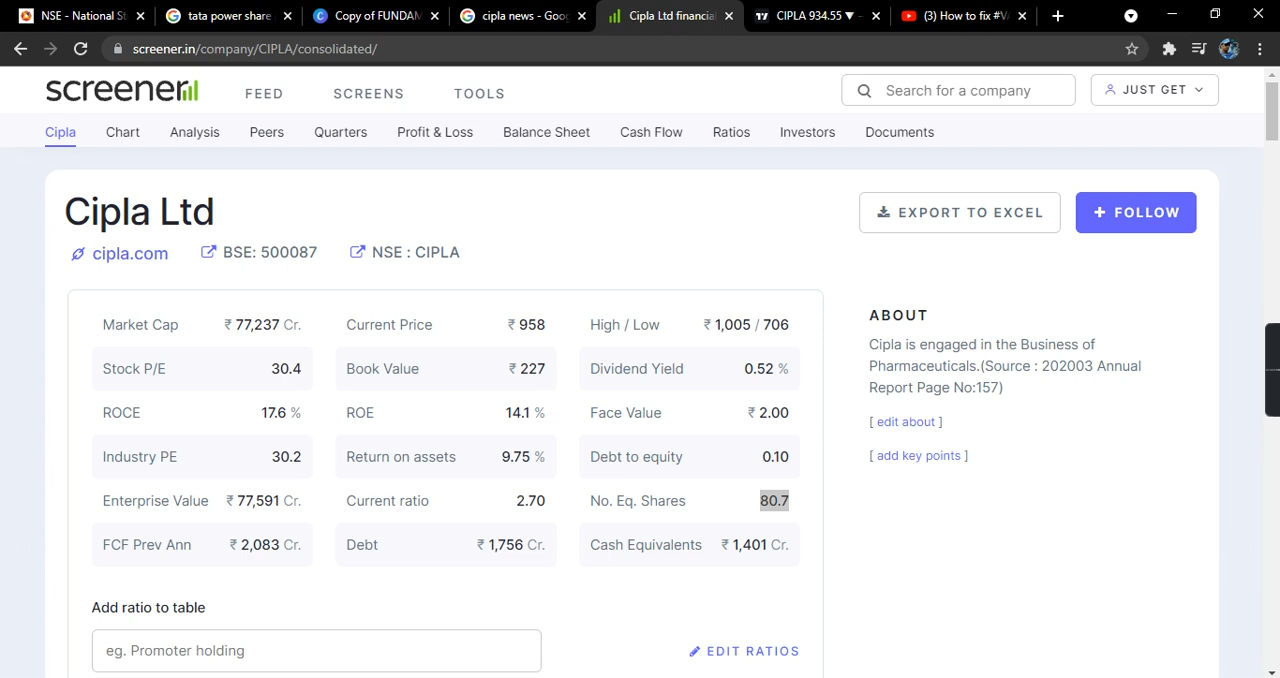 NSE - National St
tata power share
Copy of FUNDAM
cipla news - Goog
Cipla Ltd financial
CIPLA 934.55 ▼
(3) How to fix #VA
screener.in/company/CIPLA/consolidated/
screener
FEED
SCREENS
TOOLS
Search for a company
JUST GET
Cipla Chart Analysis Peers Quarters Profit & Loss Balance Sheet Cash Flow Ratios Investors Documents
Cipla Ltd
EXPORT TO EXCEL
+ FOLLOW
cipla.com
BSE: 500087
NSE : CIPLA
Market Cap ₹ 77,237 Cr.
Current Price ₹ 958
High / Low ₹ 1,005 / 706
Stock P/E 30.4
Book Value ₹ 227
Dividend Yield 0.52 %
ROCE 17.6 %
ROE 14.1 %
Face Value ₹ 2.00
Industry PE 30.2
Return on assets 9.75 %
Debt to equity 0.10
Enterprise Value ₹ 77,591 Cr.
Current ratio 2.70
No. Eq. Shares 80.7
FCF Prev Ann ₹ 2,083 Cr.
Debt ₹ 1,756 Cr.
Cash Equivalents ₹ 1,401 Cr.
Add ratio to table
eg. Promoter holding
EDIT RATIOS
ABOUT
Cipla is engaged in the Business of
Pharmaceuticals.(Source : 202003 Annual
Report Page No:157)
[ edit about ]
[ add key points ]